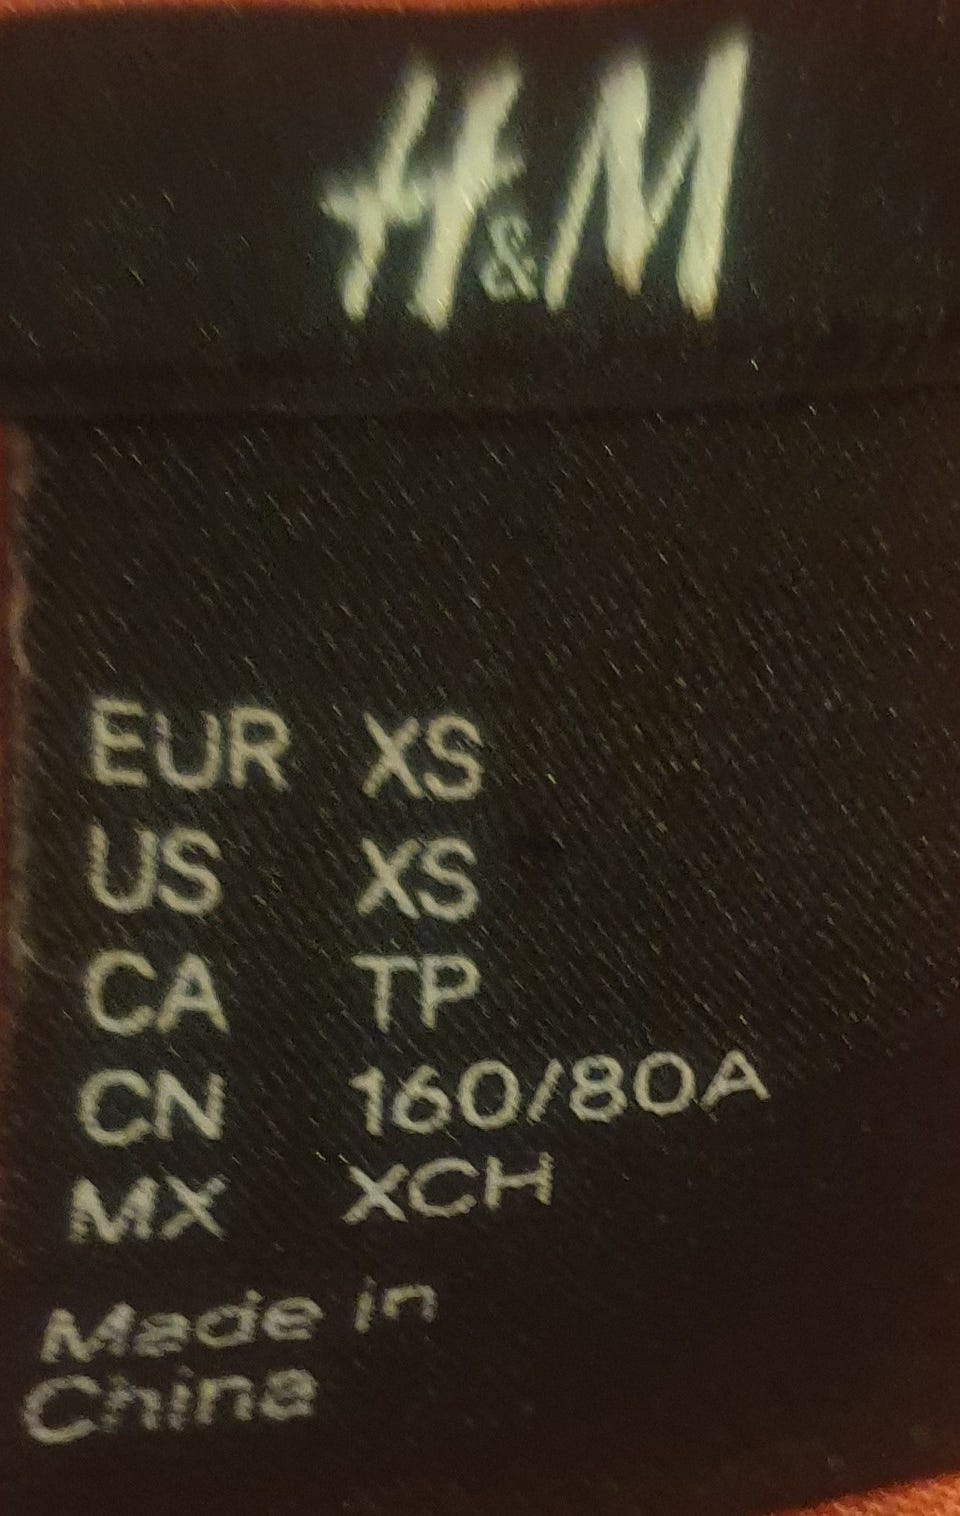 H&M
EUR XS
US XS
CA TP
CN 160/80A
MX XCH
Made in
China